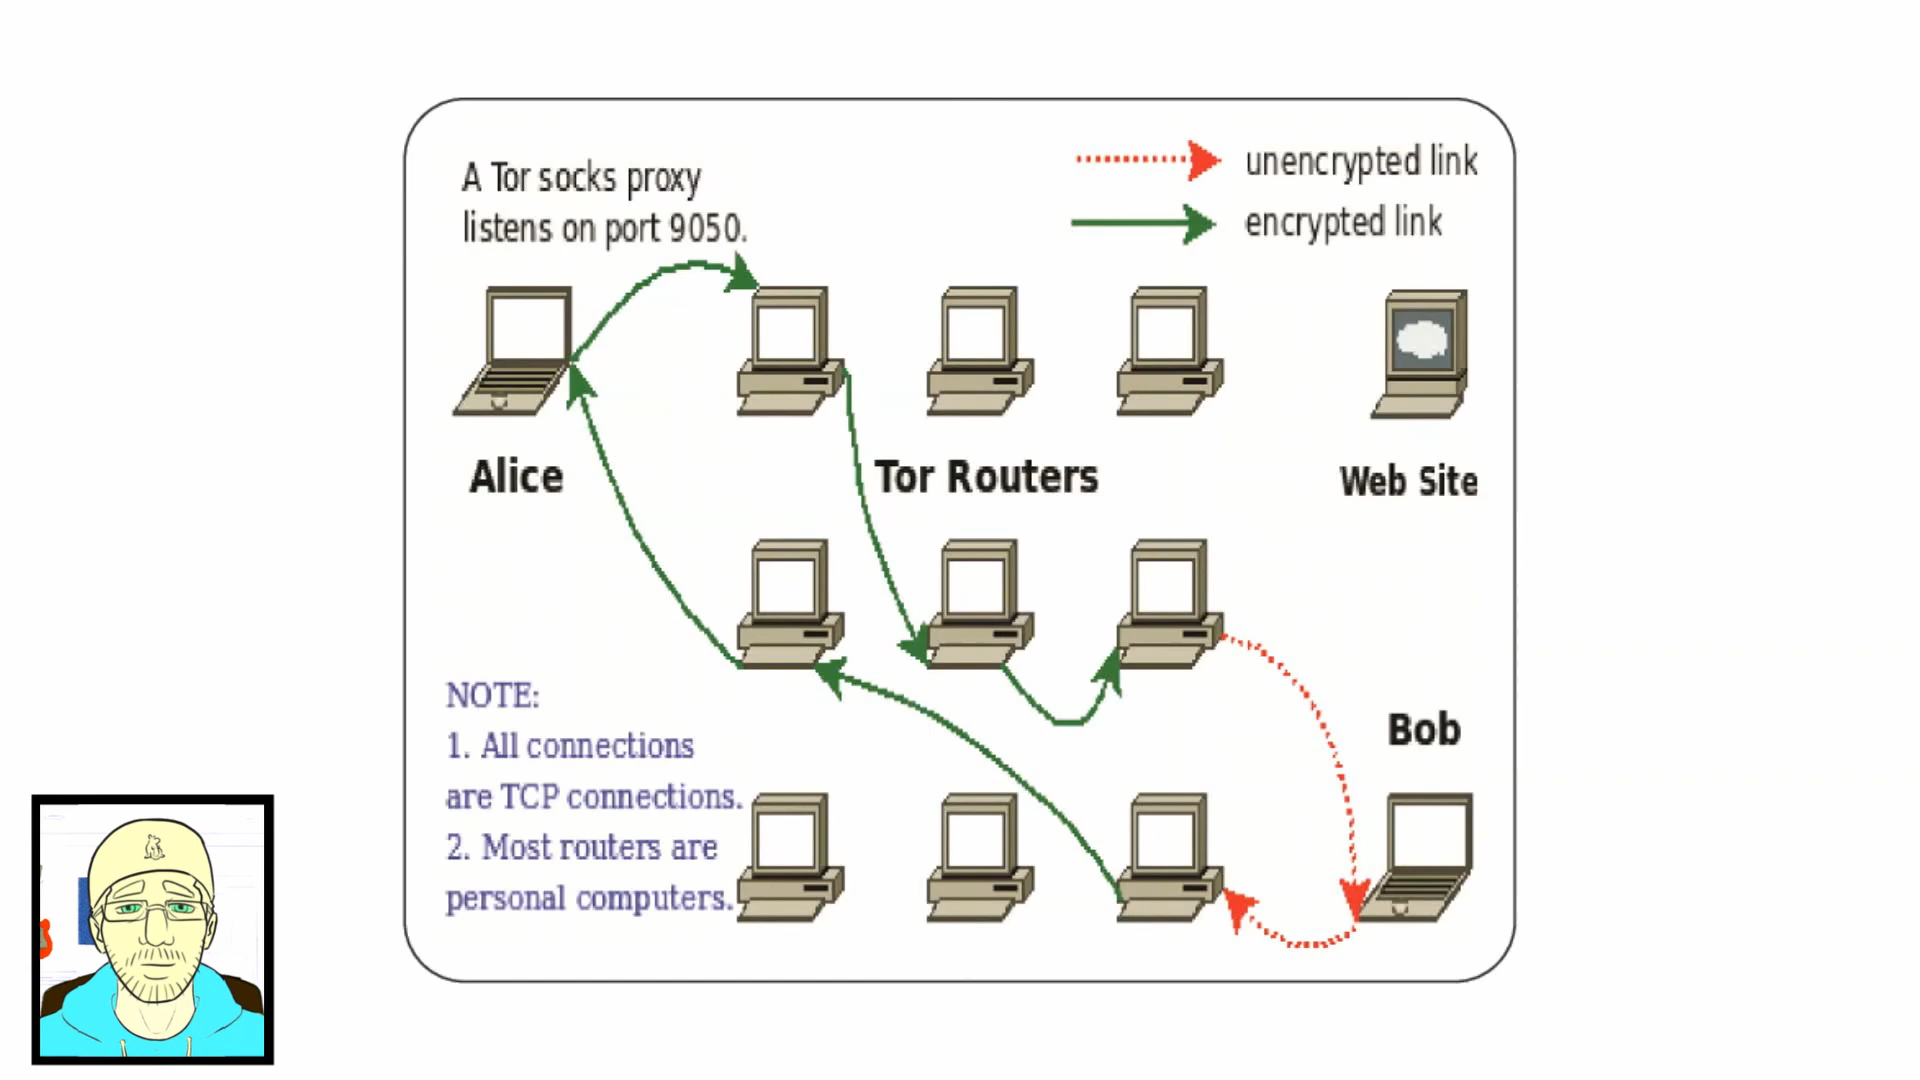 A Tor socks proxy
listens on port 9050.
unencrypted link
encrypted link
Alice
Tor Routers
Web Site
NOTE:
1. All connections
are TCP connections.
2. Most routers are
personal computers.
Bob